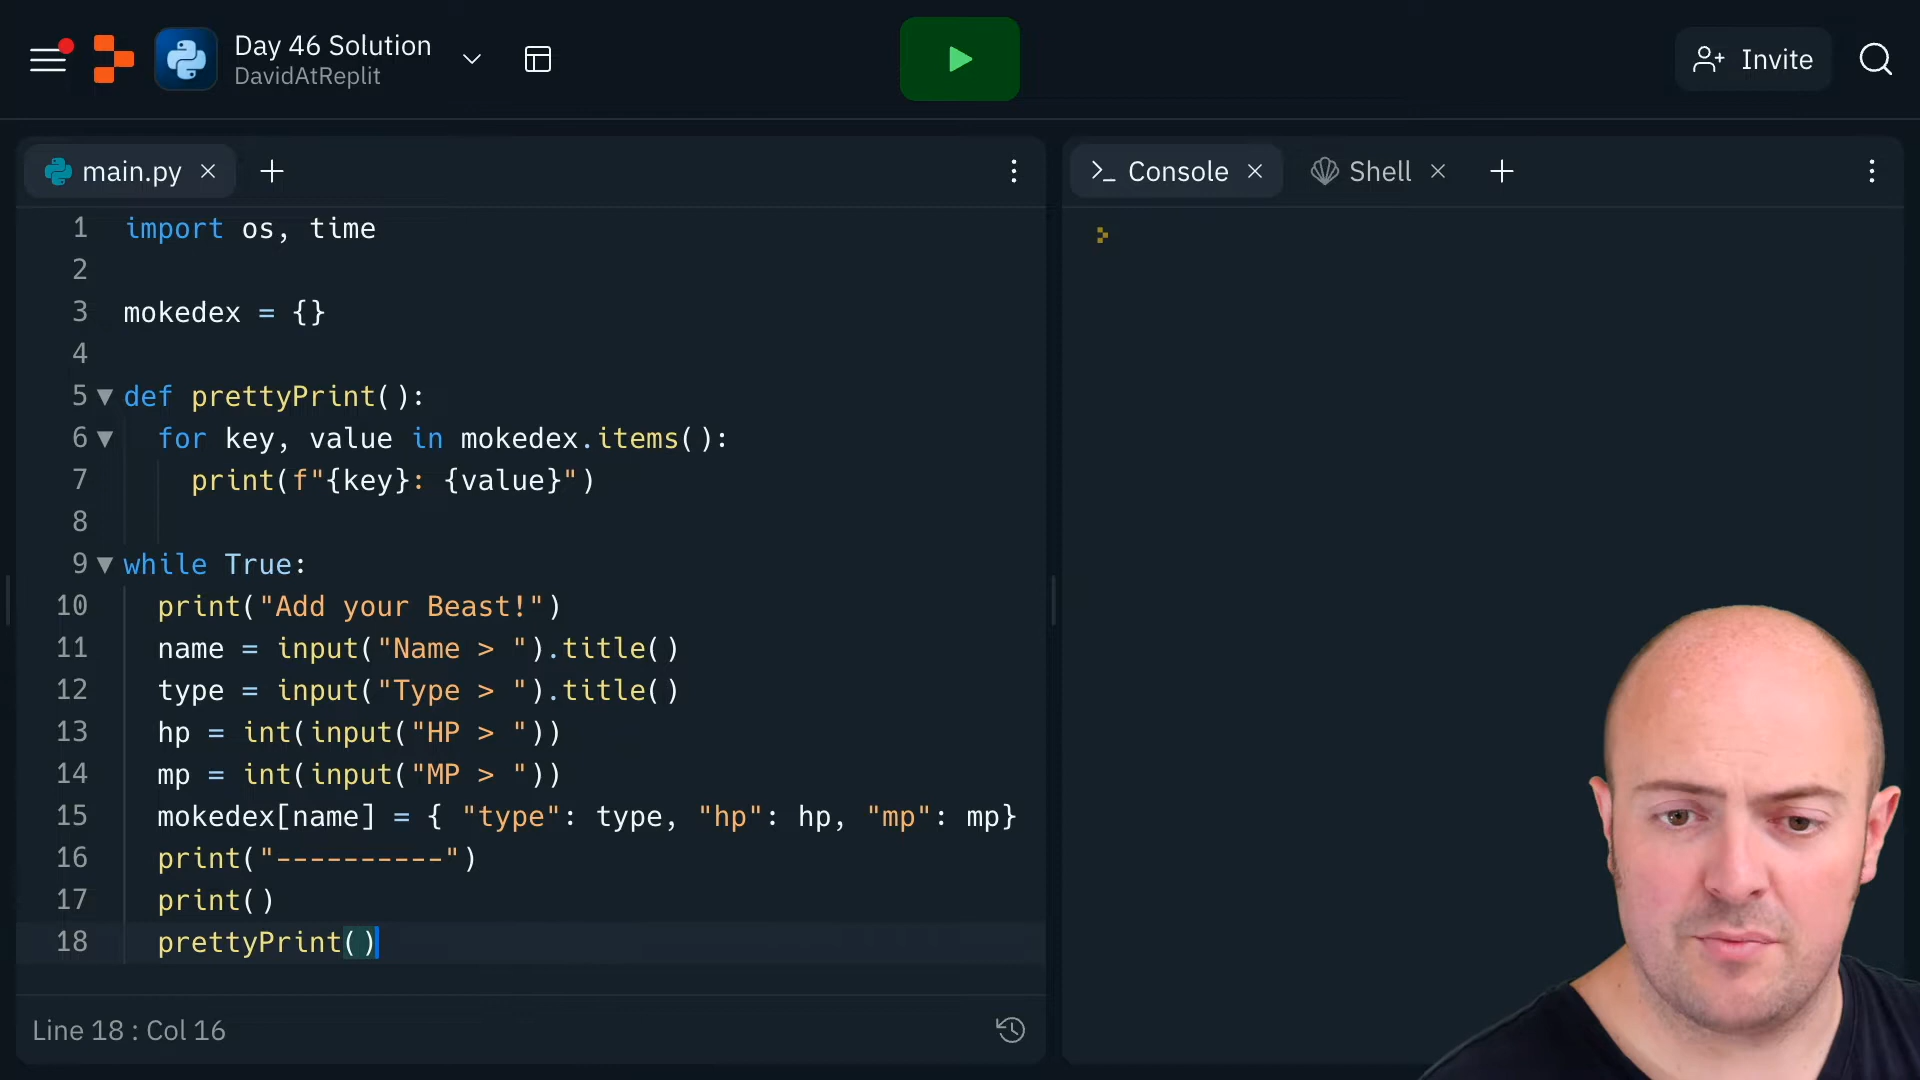 Day 46 Solution
DavidAtReplit
Invite
main.py
Console
Shell
1 import os, time
2
3 mokedex = {}
4
5 def prettyPrint():
6 for key, value in mokedex.items():
7 print(f"{key}: {value}")
8
9 while True:
10 print("Add your Beast!")
11 name = input("Name > ").title()
12 type = input("Type > ").title()
13 hp = int(input("HP > "))
14 mp = int(input("MP > "))
15 mokedex[name] = { "type": type, "hp": hp, "mp": mp}
16 print("----------")
17 print()
18 prettyPrint()
Line 18 : Col 16